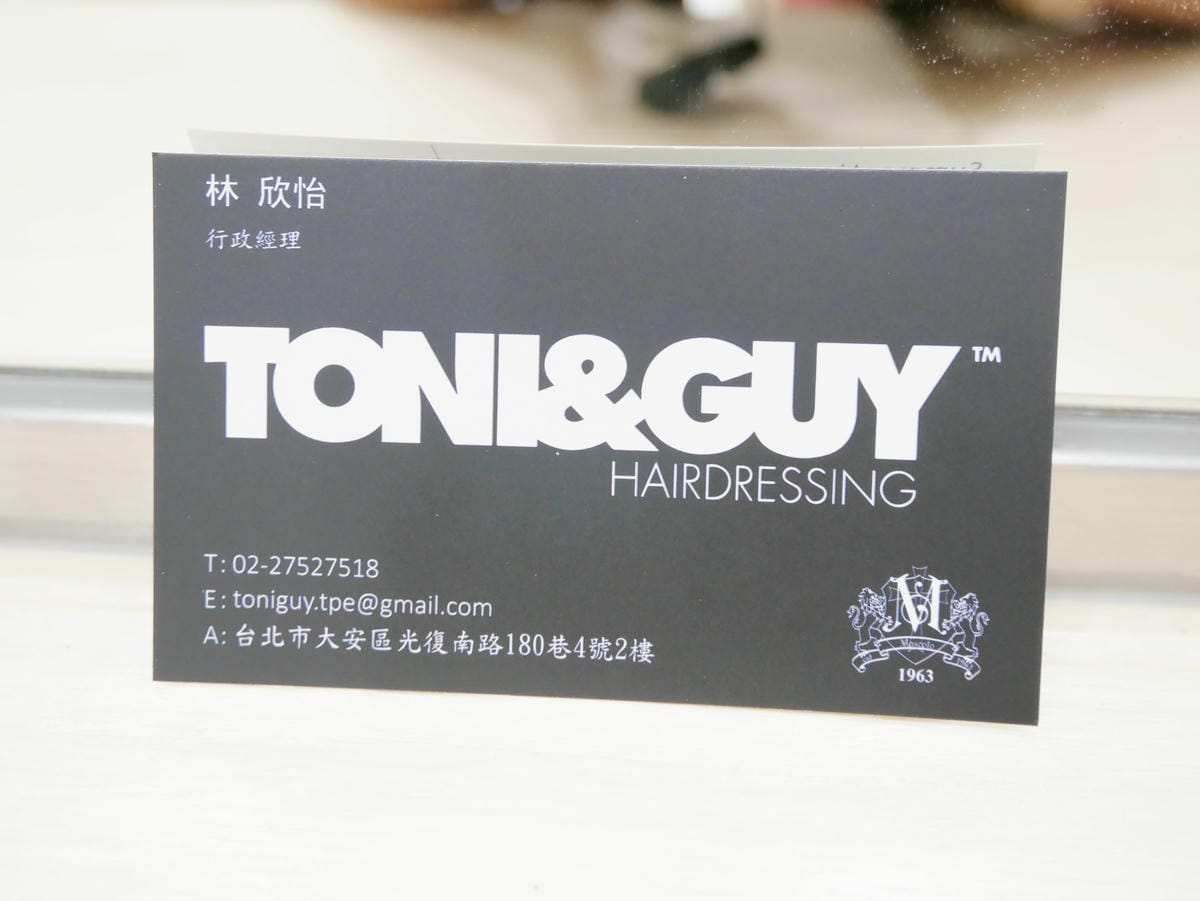 林 欣怡
行政經理
TONI&GUY™
HAIRDRESSING
T: 02-27527518
E: toniguy.tpe@gmail.com
A: 台北市大安區光復南路180巷4號2樓
Mascolo
1963